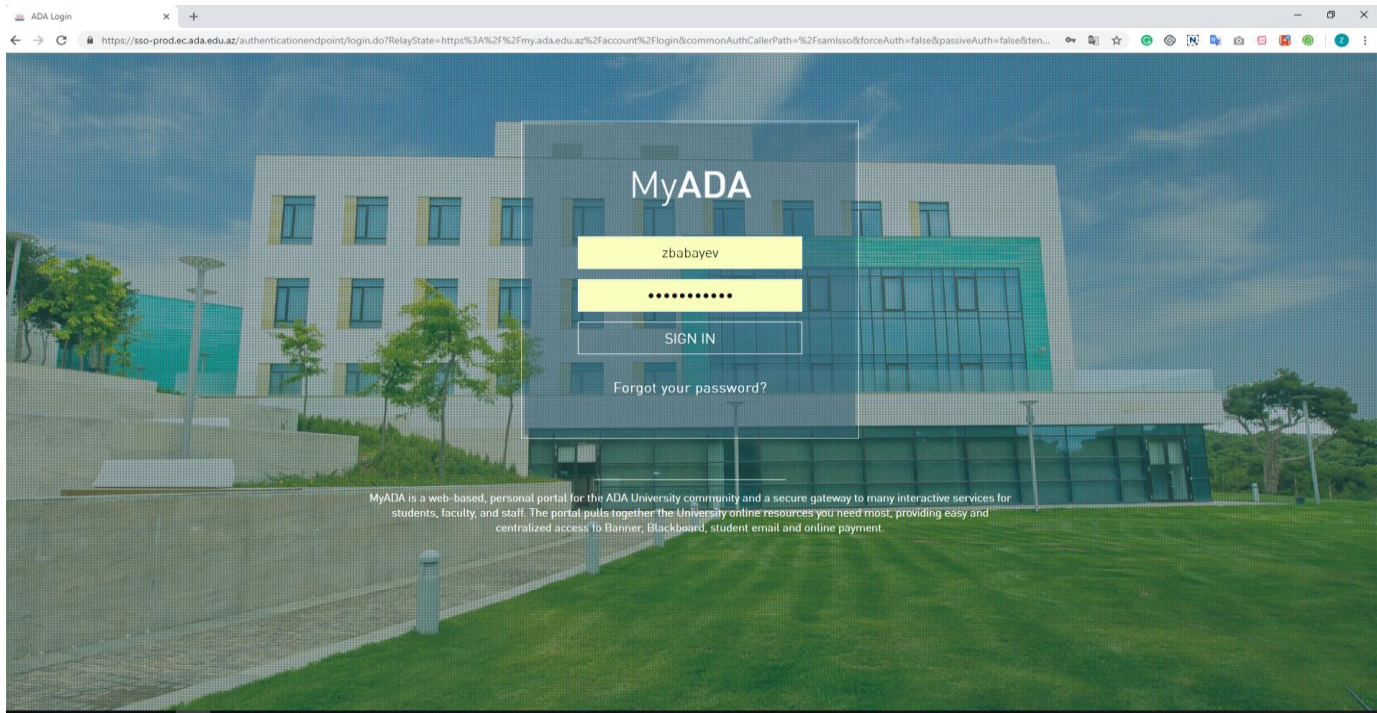 ADA Login
https://sso-prod.ec.ada.edu.az/authenticationendpoint/login.do?RelayState=https%3A%2F%2Fmy.ada.edu.az%2Faccount%2Flogin&commonAuthCallerPath=%2Fsamlsso&forceAuth=false&passiveAuth=false&ten...
MyADA
zbabayev
•••••••••••
SIGN IN
Forgot your password?
MyADA is a web-based, personal portal for the ADA University community and a secure gateway to many interactive services for
students, faculty, and staff. The portal pulls together the University online resources you need most, providing easy and
centralized access to Banner, Blackboard, student email and online payment.